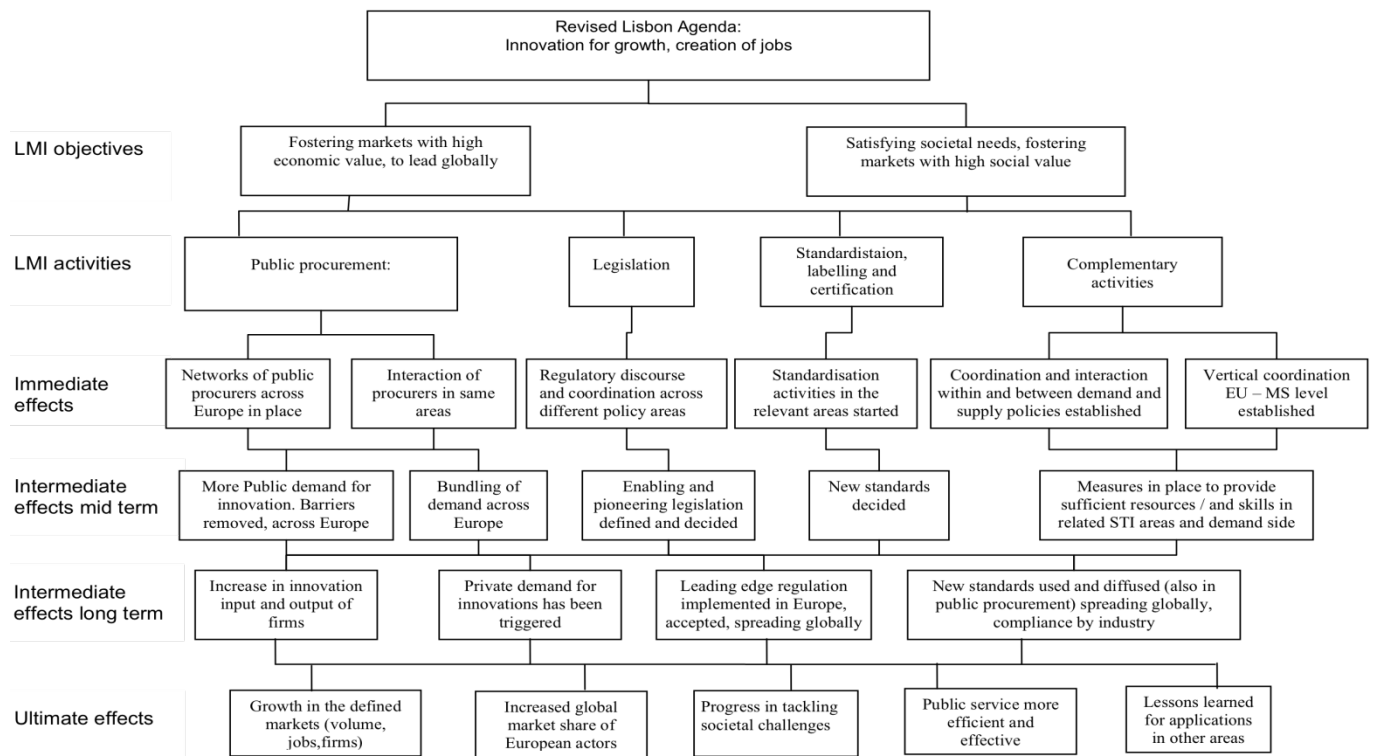 Revised Lisbon Agenda:
Innovation for growth, creation of jobs
LMI objectives
Fostering markets with high
economic value, to lead globally
Satisfying societal needs, fostering
markets with high social value
LMI activities
Public procurement:
Legislation
Standardistaion,
labelling and
certification
Complementary
activities
Immediate
effects
Networks of public
procurers across
Europe in place
Interaction of
procurers in same
areas
Regulatory discourse
and coordination across
different policy areas
Standardisation
activities in the
relevant areas started
Coordination and interaction
within and between demand and
supply policies established
Vertical coordination
EU – MS level
established
Intermediate
effects mid term
More Public demand for
innovation. Barriers
removed, across Europe
Bundling of
demand across
Europe
Enabling and
pioneering legislation
defined and decided
New standards
decided
Measures in place to provide
sufficient resources / and skills in
related STI areas and demand side
Intermediate
effects long term
Increase in innovation
input and output of
firms
Private demand for
innovations has been
triggered
Leading edge regulation
implemented in Europe,
accepted, spreading globally
New standards used and diffused (also in
public procurement) spreading globally,
compliance by industry
Ultimate effects
Growth in the defined
markets (volume,
jobs,firms)
Increased global
market share of
European actors
Progress in tackling
societal challenges
Public service more
efficient and
effective
Lessons learned
for applications
in other areas